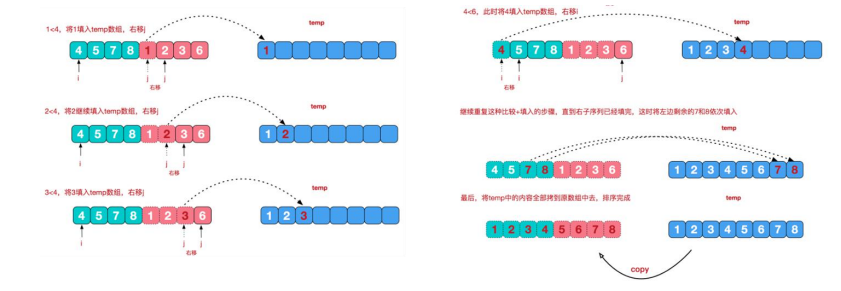 1<4，将1填入temp数组，右移j
temp
4 5 7 8 1 2 3 6
1
i
j
j
右移
2<4，将2继续填入temp数组，右移j
temp
4 5 7 8 1 2 3 6
1 2
i
j
j
右移
3<4，将3填入temp数组，右移j
temp
4 5 7 8 1 2 3 6
1 2 3
i
j
j
右移
4<6，此时将4填入temp数组，右移i
temp
4 5 7 8 1 2 3 6
1 2 3 4
i
i
j
右移
继续重复这种比较+填入的步骤，直到右子序列已经填完，这时将左边剩余的7和8依次填入
temp
4 5 7 8 1 2 3 6
1 2 3 4 5 6 7 8
最后，将temp中的内容全部拷到原数组中去，排序完成
temp
1 2 3 4 5 6 7 8
1 2 3 4 5 6 7 8
copy